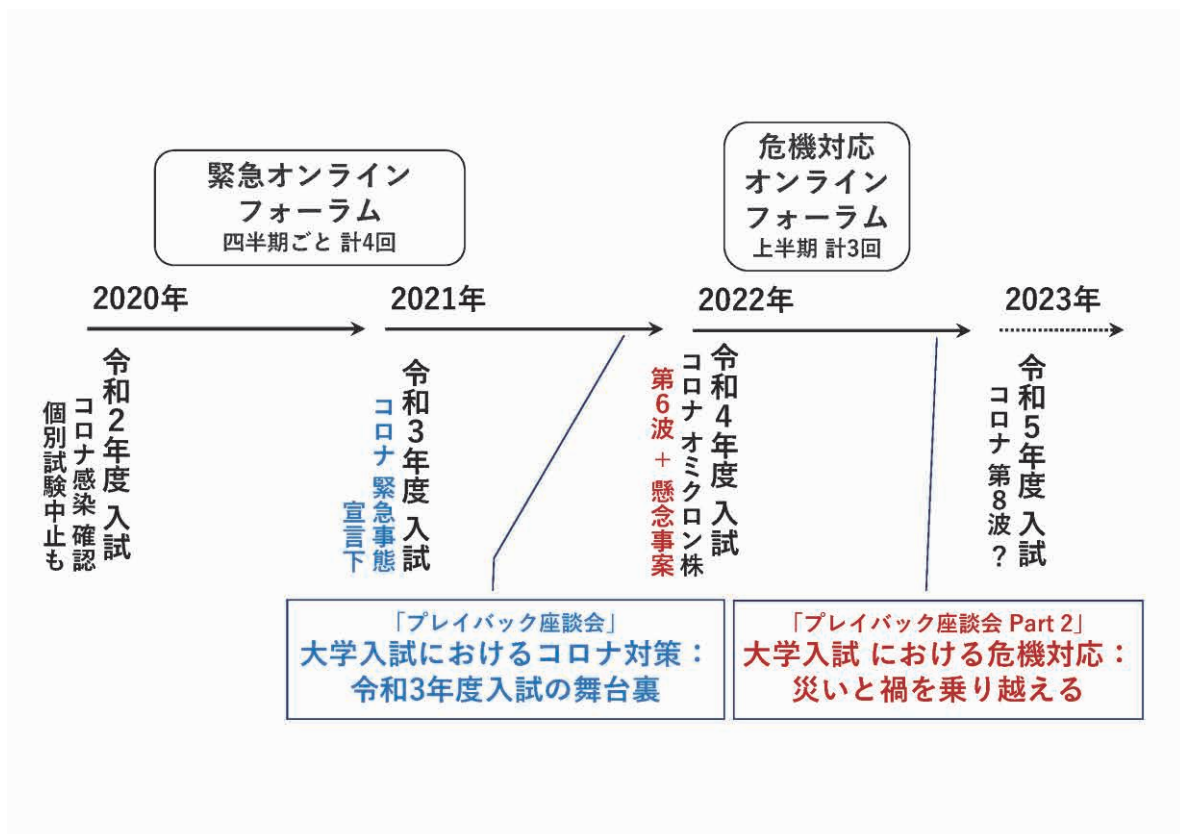 緊急オンライン
フォーラム
四半期ごと 計4回
危機対応
オンライン
フォーラム
上半期 計3回
2020年
2021年
2022年
2023年
令和2年度 入試
コロナ感染 確認
個別試験中止も
令和3年度 入試
コロナ 緊急事態
宣言下
令和4年度 入試
コロナ オミクロン株
第6波 + 懸念事案
令和5年度 入試
コロナ 第8波 ?
「プレイバック座談会」
大学入試におけるコロナ対策:
令和3年度入試の舞台裏
「プレイバック座談会 Part 2」
大学入試 における危機対応:
災いと禍を乗り越える